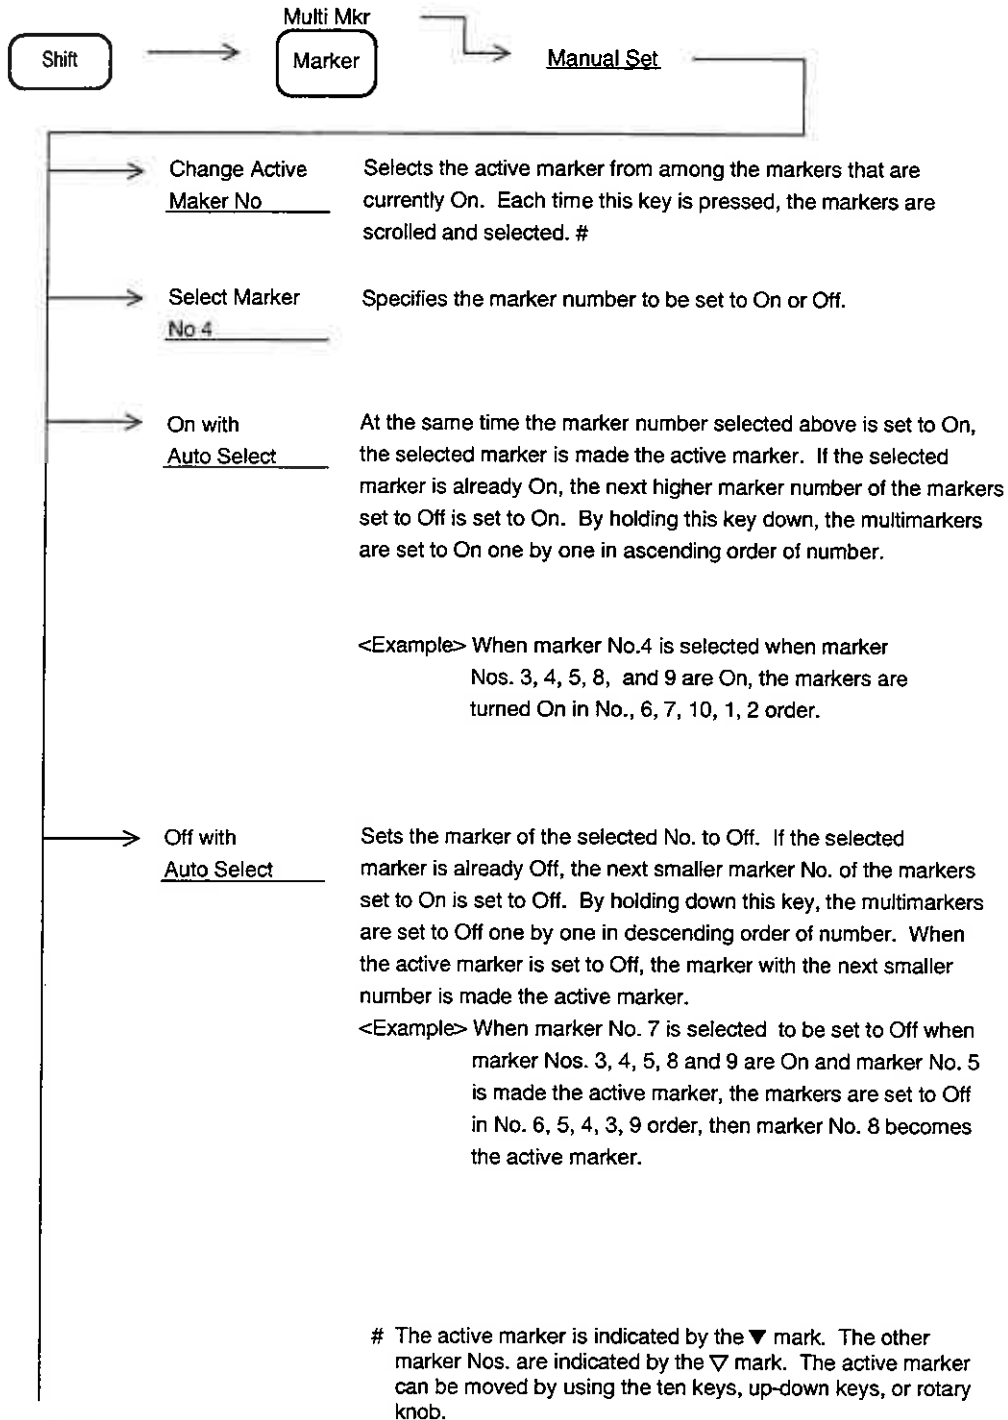 Multi Mkr
Shift
Marker
Manual Set
Change Active
Maker No
Selects the active marker from among the markers that are
currently On. Each time this key is pressed, the markers are
scrolled and selected. #
Select Marker
No 4
Specifies the marker number to be set to On or Off.
On with
Auto Select
At the same time the marker number selected above is set to On,
the selected marker is made the active marker. If the selected
marker is already On, the next higher marker number of the markers
set to Off is set to On. By holding this key down, the multimarkers
are set to On one by one in ascending order of number.
<Example> When marker No.4 is selected when marker
Nos. 3, 4, 5, 8, and 9 are On, the markers are
turned On in No., 6, 7, 10, 1, 2 order.
Off with
Auto Select
Sets the marker of the selected No. to Off. If the selected
marker is already Off, the next smaller marker No. of the markers
set to On is set to Off. By holding down this key, the multimarkers
are set to Off one by one in descending order of number. When
the active marker is set to Off, the marker with the next smaller
number is made the active marker.
<Example> When marker No. 7 is selected to be set to Off when
marker Nos. 3, 4, 5, 8 and 9 are On and marker No. 5
is made the active marker, the markers are set to Off
in No. 6, 5, 4, 3, 9 order, then marker No. 8 becomes
the active marker.
# The active marker is indicated by the ▼ mark. The other
marker Nos. are indicated by the ▽ mark. The active marker
can be moved by using the ten keys, up-down keys, or rotary
knob.